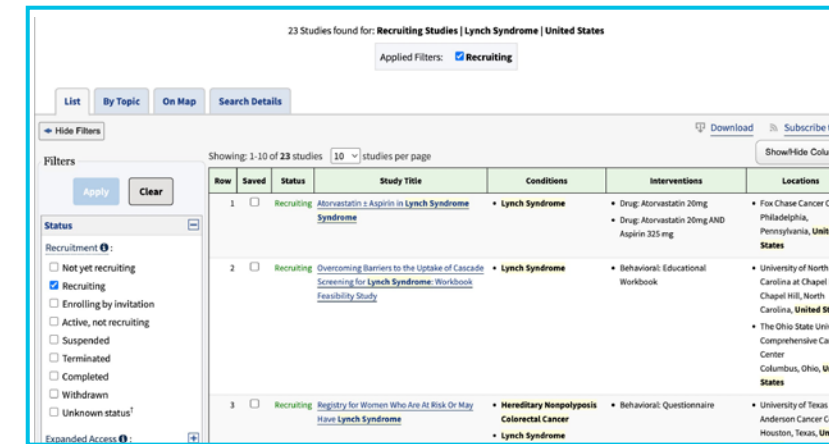 23 Studies found for: Recruiting Studies | Lynch Syndrome | United States
Applied Filters: Recruiting
List By Topic On Map Search Details
Hide Filters
Download Subscribe
Show/Hide
Filters
Showing: 1-10 of 23 studies 10 studies per page
Apply Clear
Row Saved Status Study Title Conditions Interventions Locations
Status
Recruitment :
Not yet recruiting
Recruiting
Enrolling by invitation
Active, not recruiting
Suspended
Terminated
Completed
Withdrawn
Unknown status†
Expanded Access :
1 Recruiting
Atorvastatin ± Aspirin in Lynch Syndrome
Syndrome
• Lynch Syndrome
• Drug: Atorvastatin 20mg
• Drug: Atorvastatin 20mg AND
Aspirin 325 mg
• Fox Chase Cancer
Philadelphia,
Pennsylvania,
States
2 Recruiting
Overcoming Barriers to the Uptake of Cascade
Screening for Lynch Syndrome: Workbook
Feasibility Study
• Lynch Syndrome
• Behavioral: Educational
Workbook
• University of North
Carolina at Chapel
Chapel Hill, North
Carolina, United
• The Ohio State
Comprehensive
Center
Columbus, Ohio,
States
3 Recruiting
Registry for Women Who Are At Risk Or May
Have Lynch Syndrome
• Hereditary Nonpolyposis
Colorectal Cancer
• Lynch Syndrome
• Behavioral: Questionnaire
• University of Texas
Anderson Cancer
Houston, Texas,